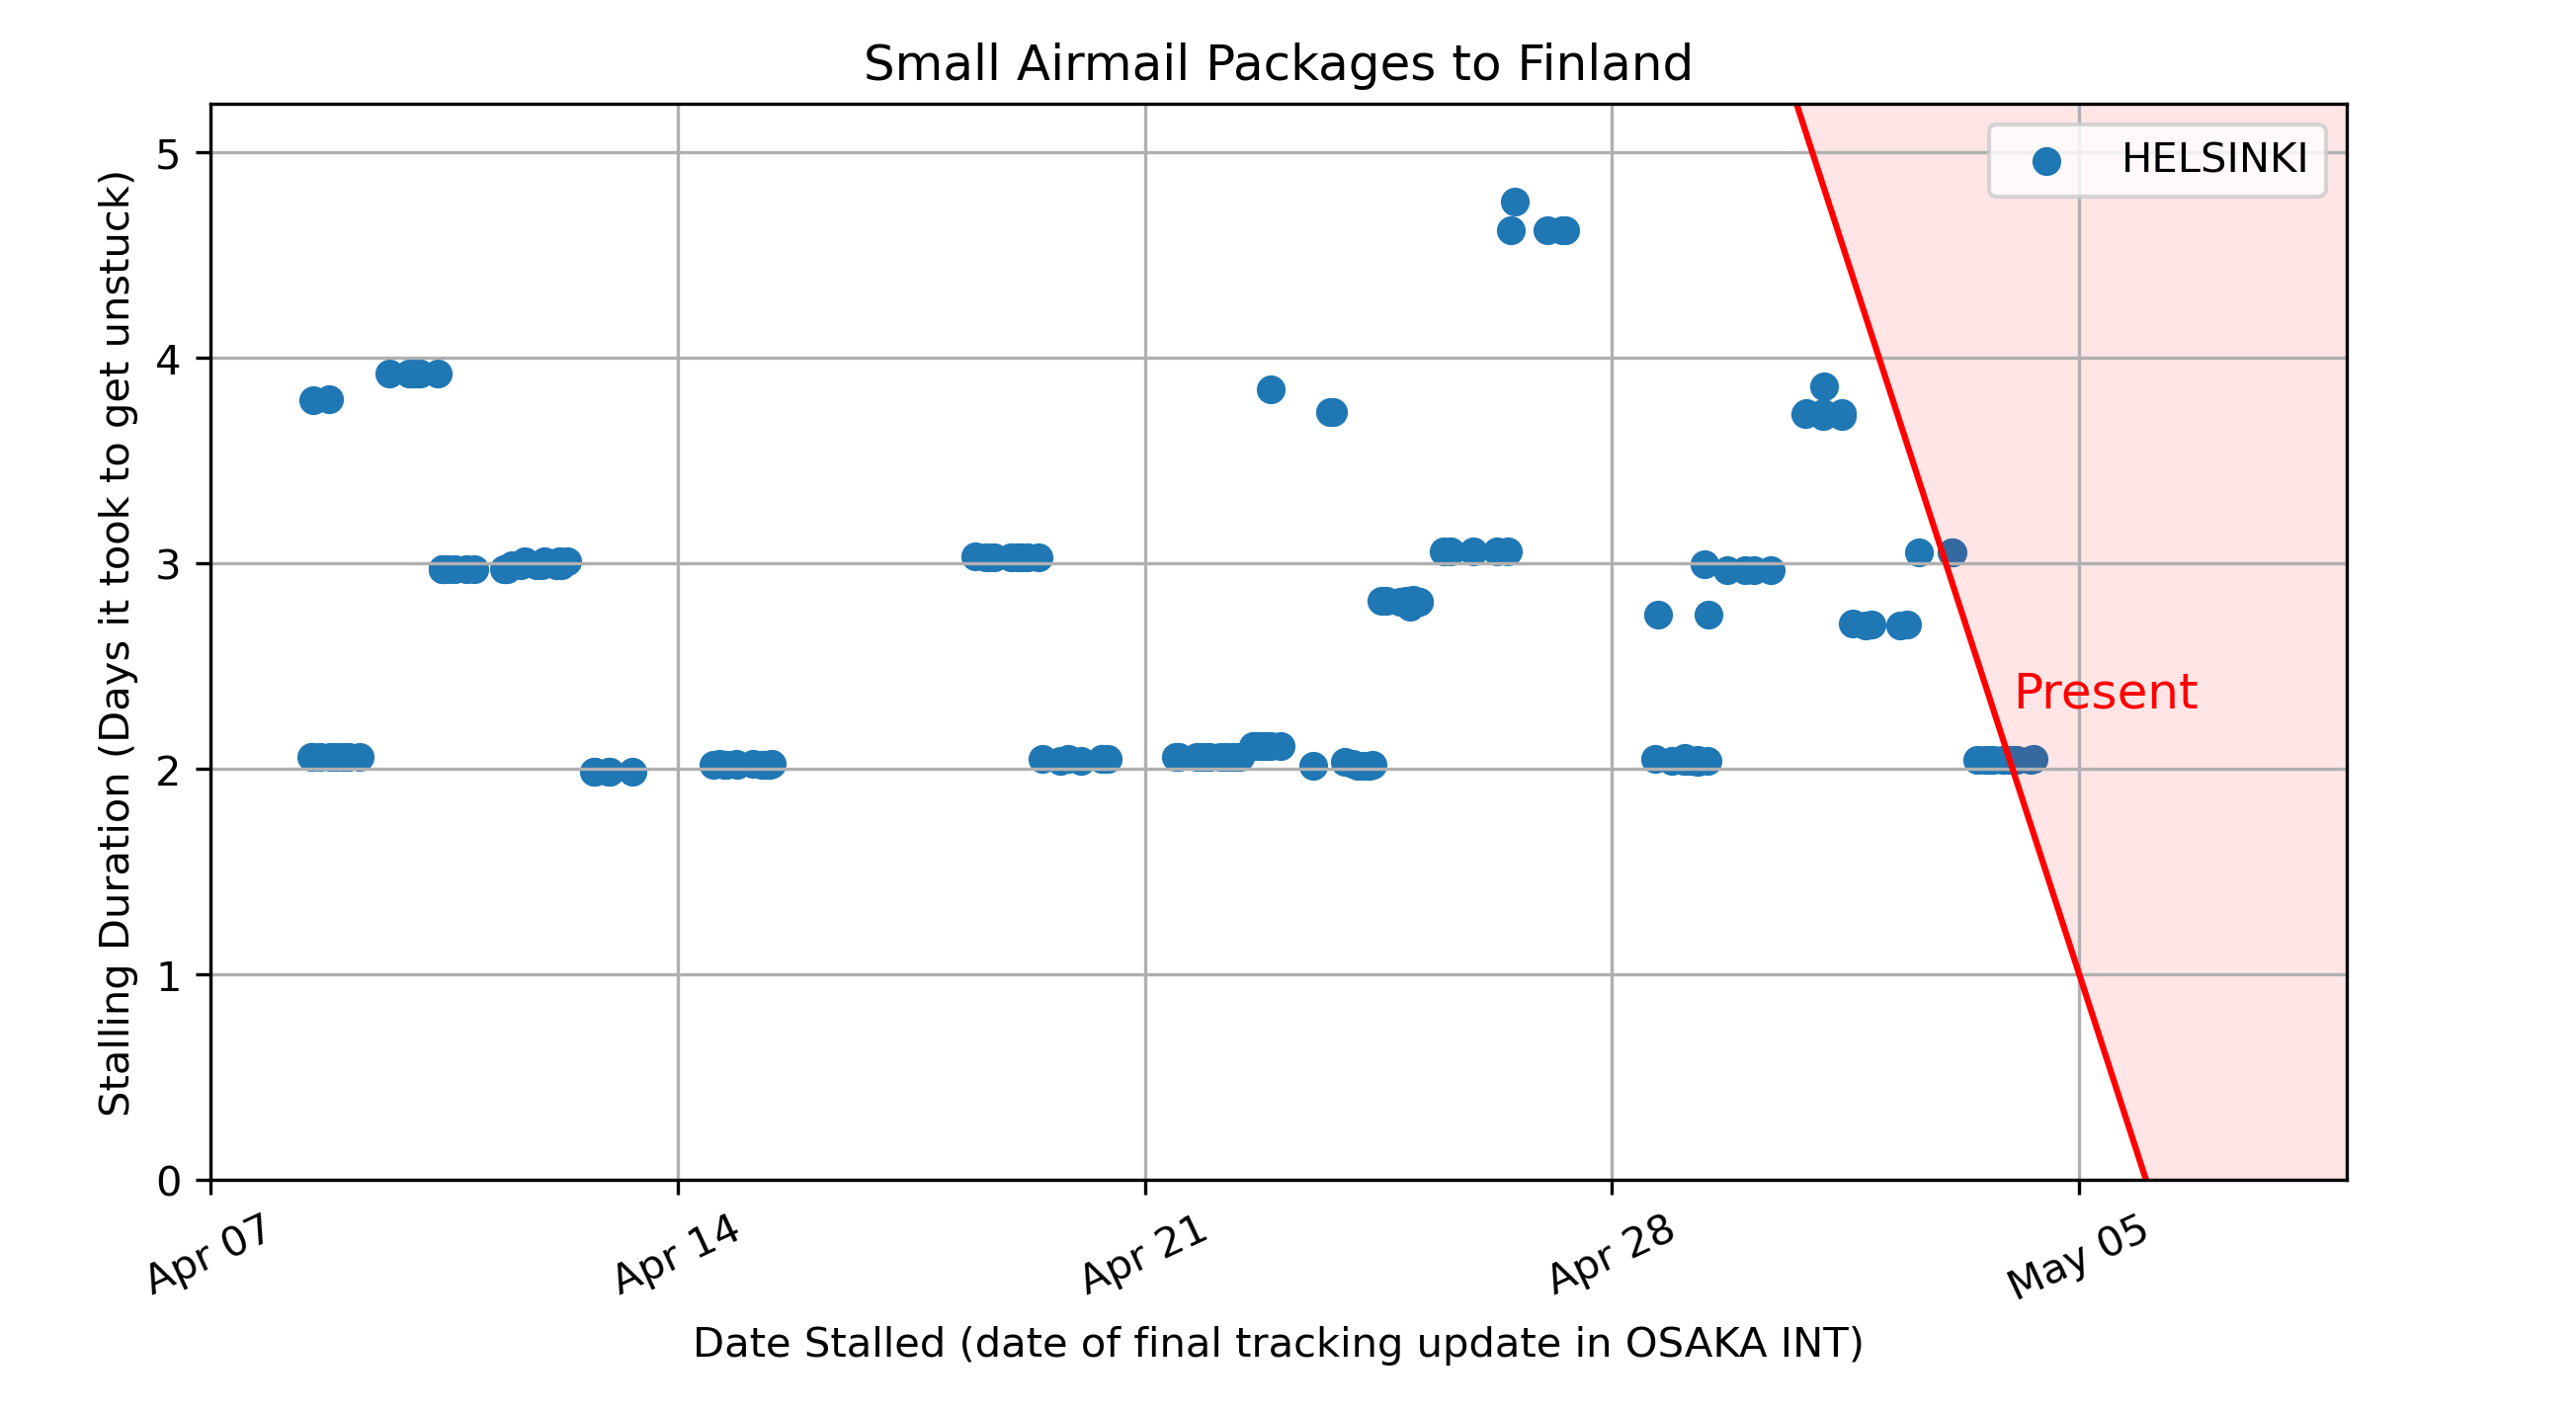 Small Airmail Packages to Finland
HELSINKI
Present
Stalling Duration (Days it took to get unstuck)
5
4
3
2
1
0
Apr 07
Apr 14
Apr 21
Apr 28
May 05
Date Stalled (date of final tracking update in OSAKA INT)